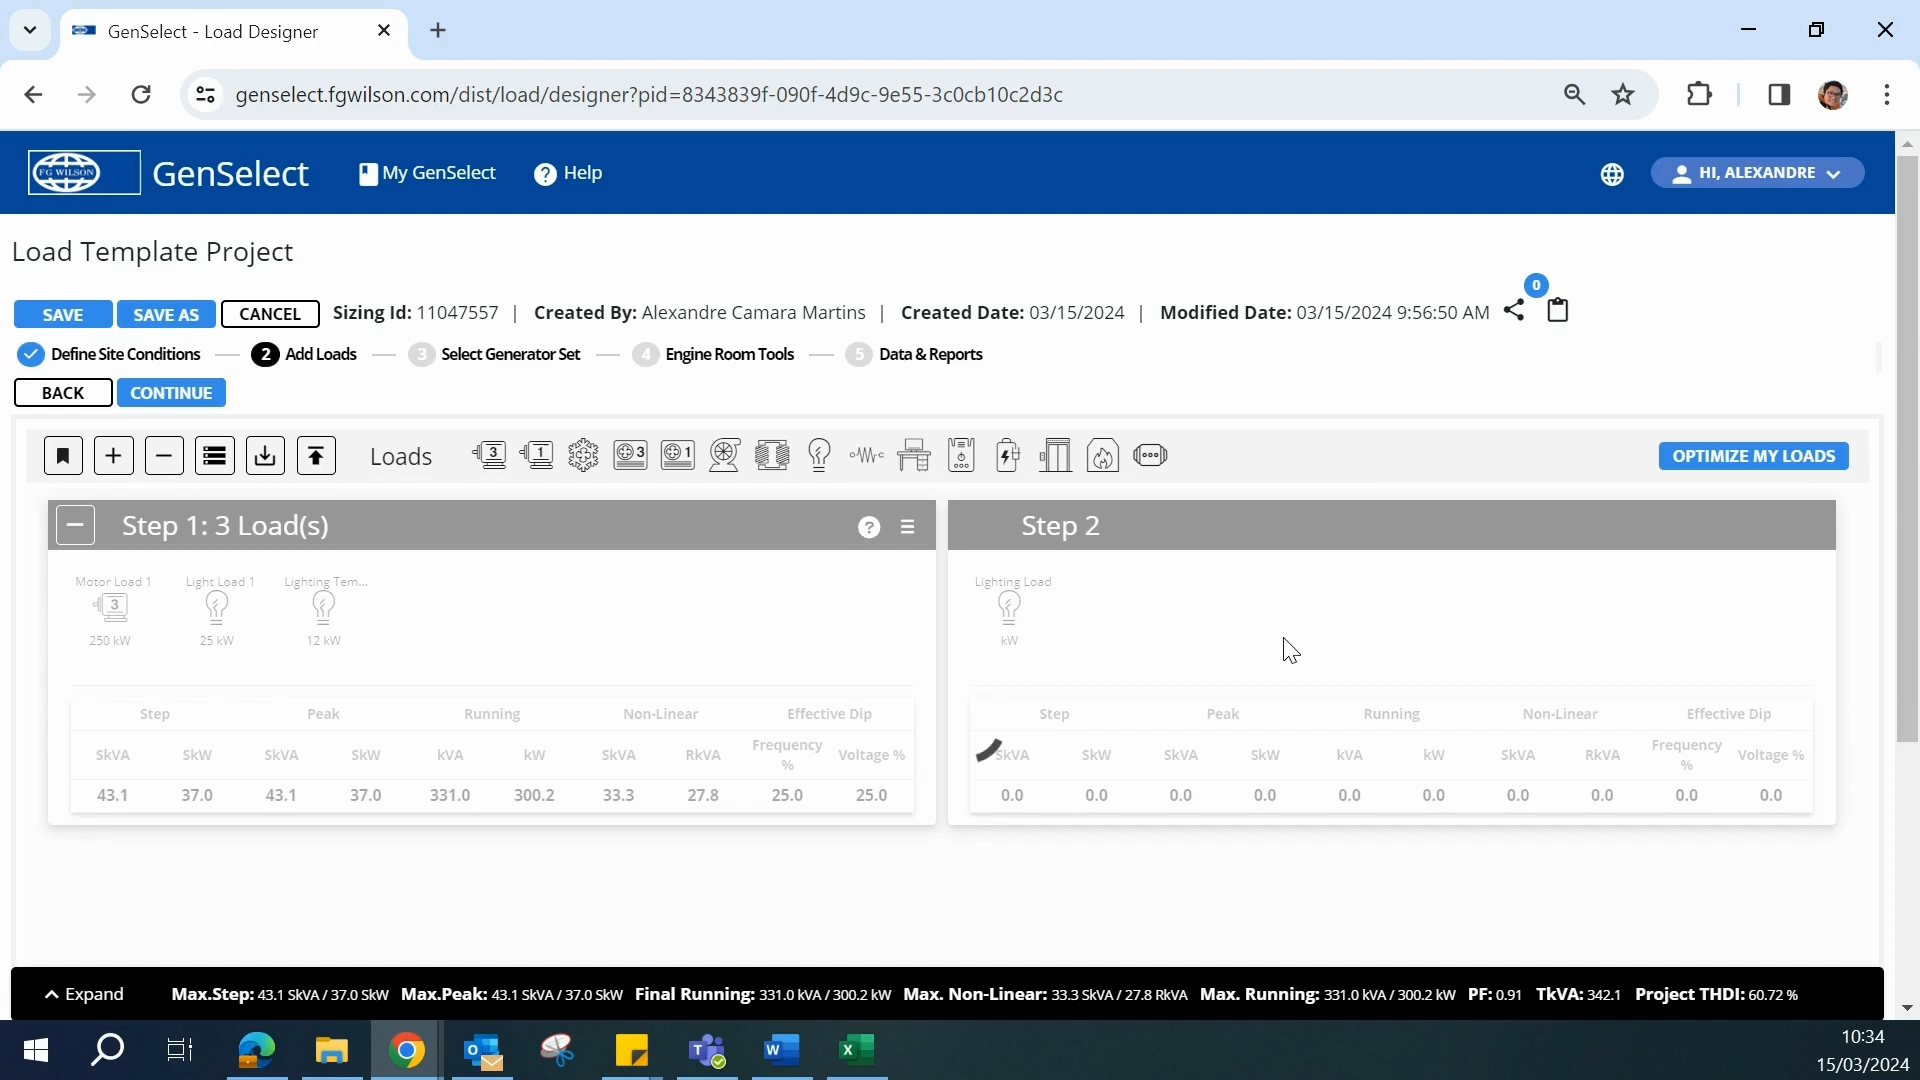 GenSelect - Load Designer
genselect.fgwilson.com/dist/load/designer?pid=8343839f-090f-4d9c-9e55-3c0cb10c2d3c
FG WILSON GenSelect My GenSelect ? Help HI, ALEXANDRE
Load Template Project
0
SAVE SAVE AS CANCEL Sizing Id: 11047557 | Created By: Alexandre Camara Martins | Created Date: 03/15/2024 | Modified Date: 03/15/2024 9:56:50 AM
Define Site Conditions 2 Add Loads 3 Select Generator Set 4 Engine Room Tools 5 Data & Reports
BACK CONTINUE
Loads 3 1 3 1 OPTIMIZE MY LOADS
Step 1: 3 Load(s) ? Step 2
Motor Load 1 Light Load 1 Lighting Tem... Lighting Load
3
250 kW 25 kW 12 kW kW
Step Peak Running Non-Linear Effective Dip Step Peak Running Non-Linear Effective Dip
SkVA SkW SkVA SkW kVA kW SkVA RkVA Frequency % Voltage % SkVA SkW SkVA SkW kVA kW SkVA RkVA Frequency % Voltage %
43.1 37.0 43.1 37.0 331.0 300.2 33.3 27.8 25.0 25.0 0.0 0.0 0.0 0.0 0.0 0.0 0.0 0.0 0.0 0.0
Expand Max.Step: 43.1 SkVA / 37.0 SkW Max.Peak: 43.1 SkVA / 37.0 SkW Final Running: 331.0 kVA / 300.2 kW Max. Non-Linear: 33.3 SkVA / 27.8 RkVA Max. Running: 331.0 kVA / 300.2 kW PF: 0.91 TkVA: 342.1 Project THDI: 60.72 %
10:34
15/03/2024